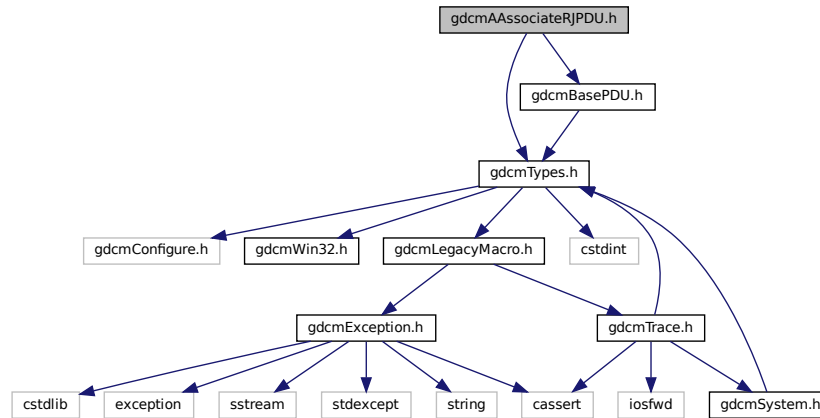 gdcmAAssociateRJPDU.h
gdcmBasePDU.h
gdcmTypes.h
gdcmConfigure.h
gdcmWin32.h
gdcmLegacyMacro.h
cstdint
gdcmException.h
gdcmTrace.h
cstdlib
exception
sstream
stdexcept
string
cassert
iosfwd
gdcmSystem.h